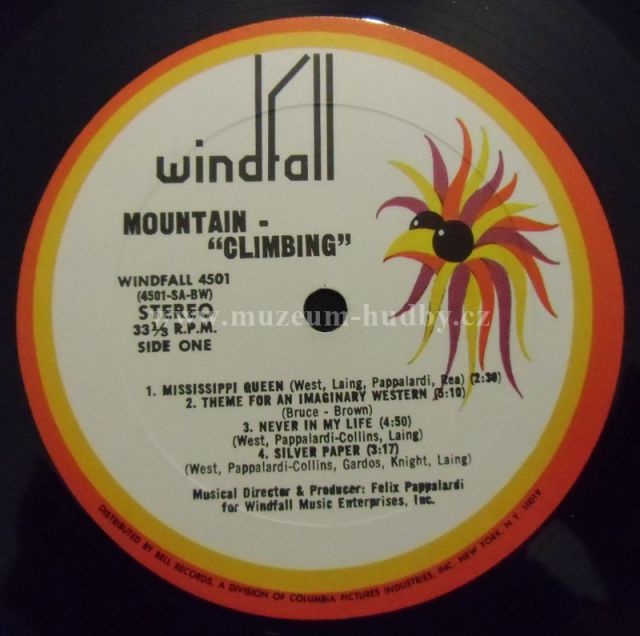 windfall
MOUNTAIN -
"CLIMBING"
WINDFALL 4501
(4501-SA-BW)
STEREO
33⅓ R.P.M.
SIDE ONE
www.muzeum-hudby.cz
1. MISSISSIPPI QUEEN (West, Laing, Pappalardi, Rea) (2:30)
2. THEME FOR AN IMAGINARY WESTERN (5:10)
(Bruce - Brown)
3. NEVER IN MY LIFE (4:50)
(West, Pappalardi-Collins, Laing)
4. SILVER PAPER (3:17)
(West, Pappalardi-Collins, Gardos, Knight, Laing)
Musical Director & Producer: Felix Pappalardi
for Windfall Music Enterprises, Inc.
DISTRIBUTED BY BELL RECORDS, A DIVISION OF COLUMBIA PICTURES INDUSTRIES, INC. NEW YORK, N.Y. 10019